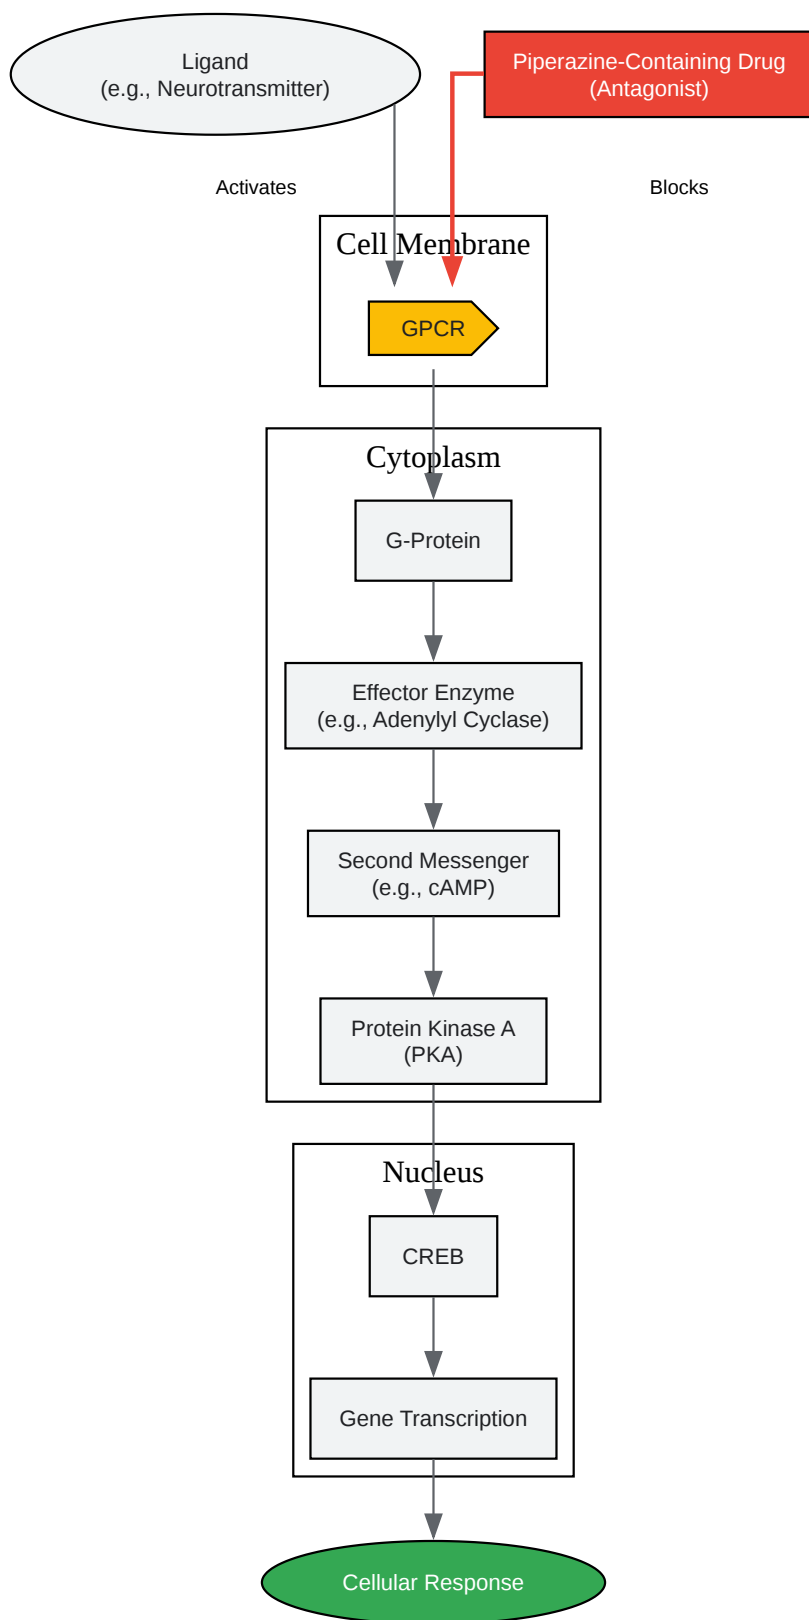 Ligand
(e.g., Neurotransmitter)
Piperazine-Containing Drug
(Antagonist)
Activates
Blocks
Cell Membrane
GPCR
Cytoplasm
G-Protein
Effector Enzyme
(e.g., Adenylyl Cyclase)
Second Messenger
(e.g., cAMP)
Protein Kinase A
(PKA)
Nucleus
CREB
Gene Transcription
Cellular Response